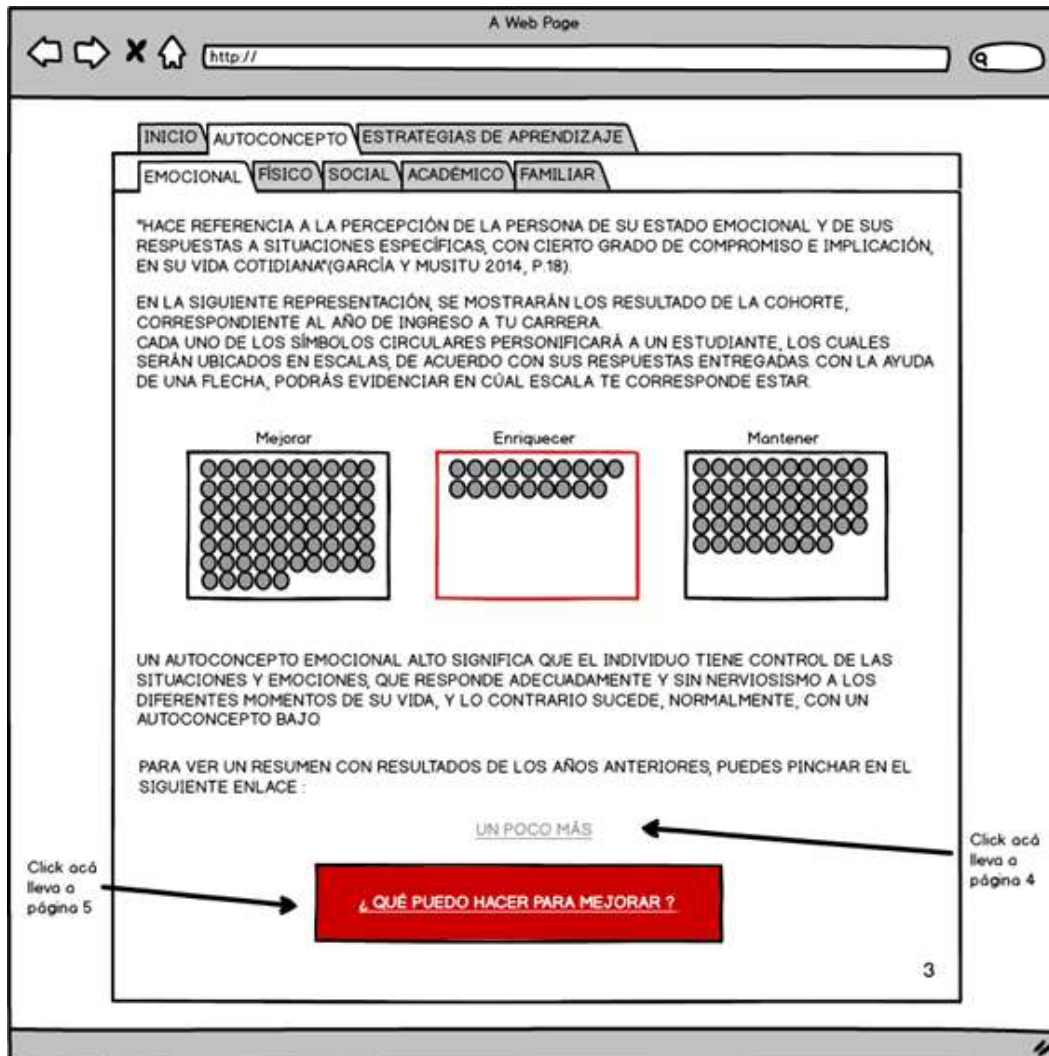 A Web Page
http://
INICIO AUTOCONCEPTO ESTRATEGIAS DE APRENDIZAJE
EMOCIONAL FÍSICO SOCIAL ACADÉMICO FAMILIAR
"HACE REFERENCIA A LA PERCEPCIÓN DE LA PERSONA DE SU ESTADO EMOCIONAL Y DE SUS
RESPUESTAS A SITUACIONES ESPECÍFICAS, CON CIERTO GRADO DE COMPROMISO E IMPLICACIÓN,
EN SU VIDA COTIDIANA"(GARCÍA Y MUSITU 2014, P.18).
EN LA SIGUIENTE REPRESENTACIÓN, SE MOSTRARÁN LOS RESULTADO DE LA COHORTE,
CORRESPONDIENTE AL AÑO DE INGRESO A TU CARRERA.
CADA UNO DE LOS SÍMBOLOS CIRCULARES PERSONIFICARÁ A UN ESTUDIANTE, LOS CUALES
SERÁN UBICADOS EN ESCALAS, DE ACUERDO CON SUS RESPUESTAS ENTREGADAS. CON LA AYUDA
DE UNA FLECHA, PODRÁS EVIDENCIAR EN CÚAL ESCALA TE CORRESPONDE ESTAR.
Mejorar Enriquecer Mantener
UN AUTOCONCEPTO EMOCIONAL ALTO SIGNIFICA QUE EL INDIVIDUO TIENE CONTROL DE LAS
SITUACIONES Y EMOCIONES, QUE RESPONDE ADECUADAMENTE Y SIN NERVIOSISMO A LOS
DIFERENTES MOMENTOS DE SU VIDA, Y LO CONTRARIO SUCEDE, NORMALMENTE, CON UN
AUTOCONCEPTO BAJO.
PARA VER UN RESUMEN CON RESULTADOS DE LOS AÑOS ANTERIORES, PUEDES PINCHAR EN EL
SIGUIENTE ENLACE :
UN POCO MÁS
Click acá
lleva a
página 4
Click acá
lleva a
página 5
¿ QUÉ PUEDO HACER PARA MEJORAR ?
3